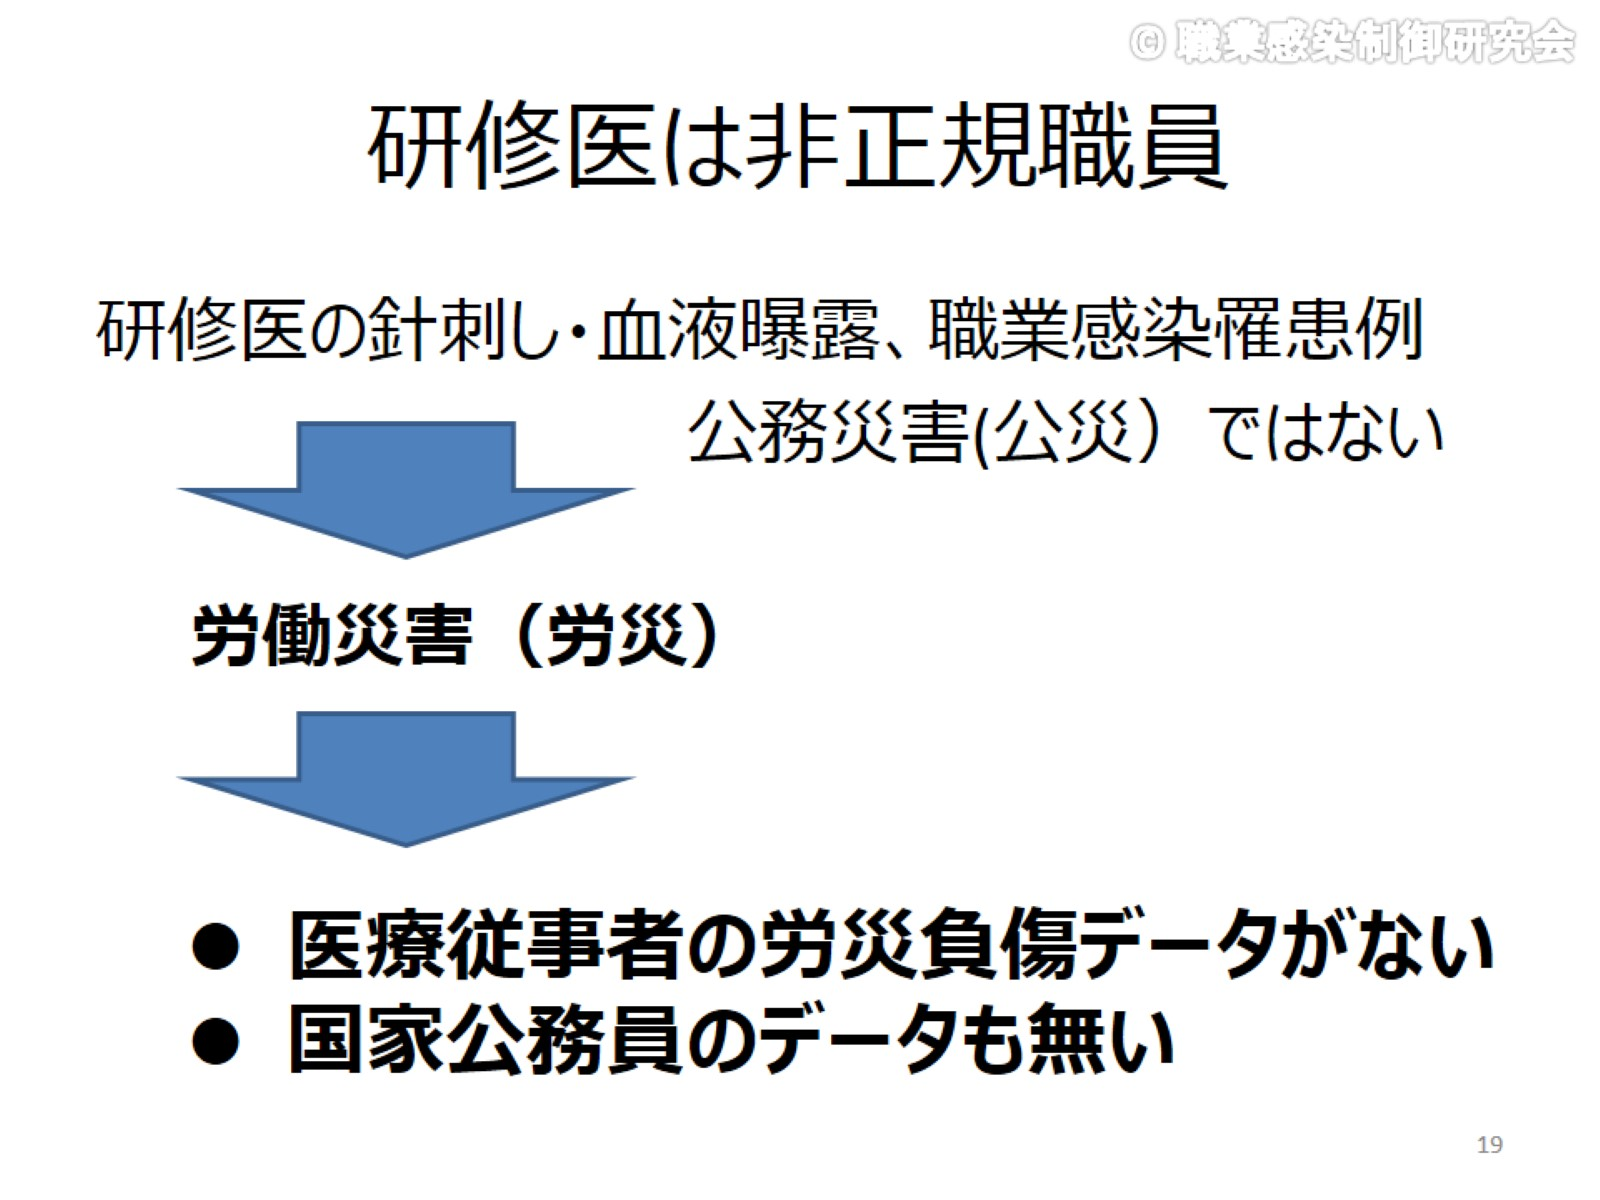 © 職業感染制御研究会
研修医は非正規職員
研修医の針刺し・血液曝露、職業感染罹患例
公務災害(公災）ではない
労働災害（労災）
● 医療従事者の労災負傷データがない
● 国家公務員のデータも無い
19